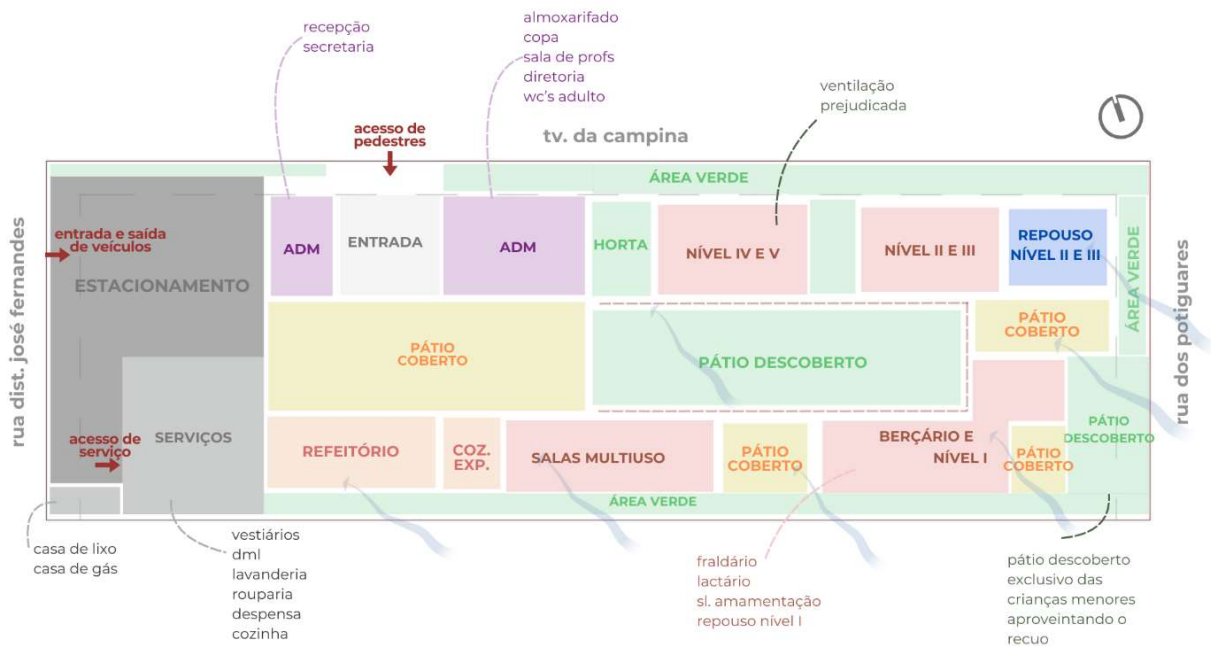 recepção
secretaria
almoxarifado
copa
sala de profs
diretoria
wc's adulto
ventilação
prejudicada
acesso de
pedestres
tv. da campina
ÁREA VERDE
entrada e saída
de veículos
ESTACIONAMENTO
ADM
ENTRADA
ADM
HORTA
NÍVEL IV E V
NÍVEL II E III
REPOUSO
NÍVEL II E III
ÁREA VERDE
rua dist. josé fernandes
rua dos potiguares
PÁTIO
COBERTO
PÁTIO DESCOBERTO
PÁTIO
COBERTO
acesso de
serviço
SERVIÇOS
REFEITÓRIO
COZ.
EXP.
SALAS MULTIUSO
PÁTIO
COBERTO
BERÇÁRIO E
NÍVEL I
PÁTIO
COBERTO
PÁTIO
DESCOBERTO
ÁREA VERDE
casa de lixo
casa de gás
vestiários
dml
lavanderia
rouparia
despensa
cozinha
fraldário
lactário
sl. amamentação
repouso nível I
pátio descoberto
exclusivo das
crianças menores
aproveintando o
recuo